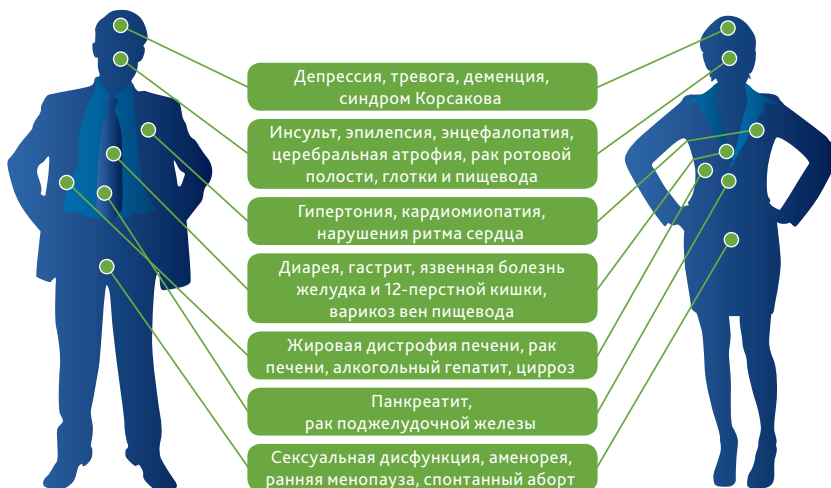 Депрессия, тревога, деменция,
синдром Корсакова
Инсульт, эпилепсия, энцефалопатия,
церебральная атрофия, рак ротовой
полости, глотки и пищевода
Гипертония, кардиомиопатия,
нарушения ритма сердца
Диарея, гастрит, язвенная болезнь
желудка и 12-перстной кишки,
варикоз вен пищевода
Жировая дистрофия печени, рак
печени, алкогольный гепатит, цирроз
Панкреатит,
рак поджелудочной железы
Сексуальная дисфункция, аменорея,
ранняя менопауза, спонтанный аборт